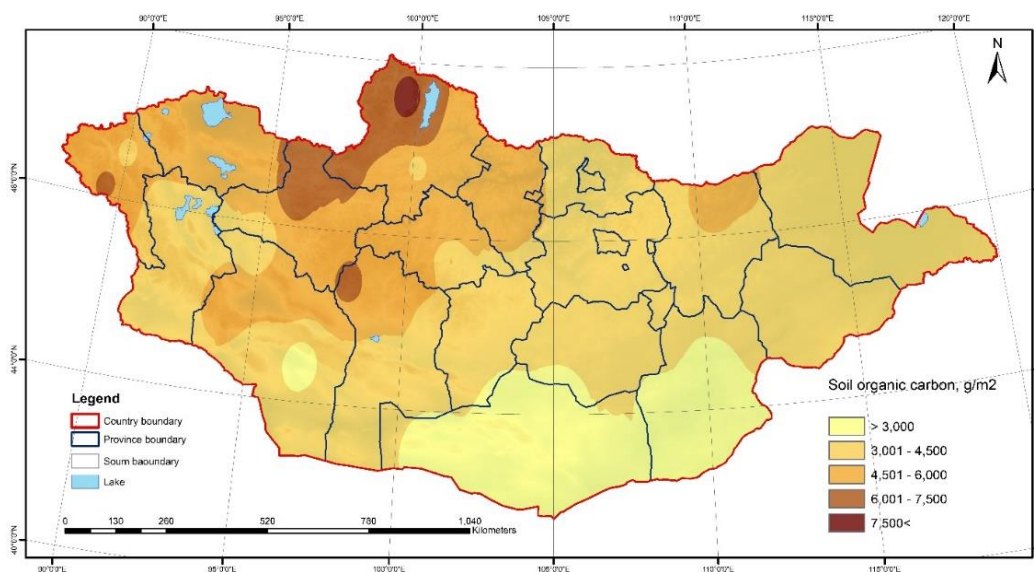 90°0'0"E 95°0'0"E 100°0'0"E 105°0'0"E 110°0'0"E 115°0'0"E 120°0'0"E
N
48°0'0"N
44°0'0"N
40°0'0"N
Legend
Country boundary
Province boundary
Soum baoundary
Lake
0 130 260 520 780 1,040
Kilometers
Soil organic carbon, g/m2
> 3,000
3,001 - 4,500
4,501 - 6,000
6,001 - 7,500
7,500<
90°0'0"E 95°0'0"E 100°0'0"E 105°0'0"E 110°0'0"E 115°0'0"E